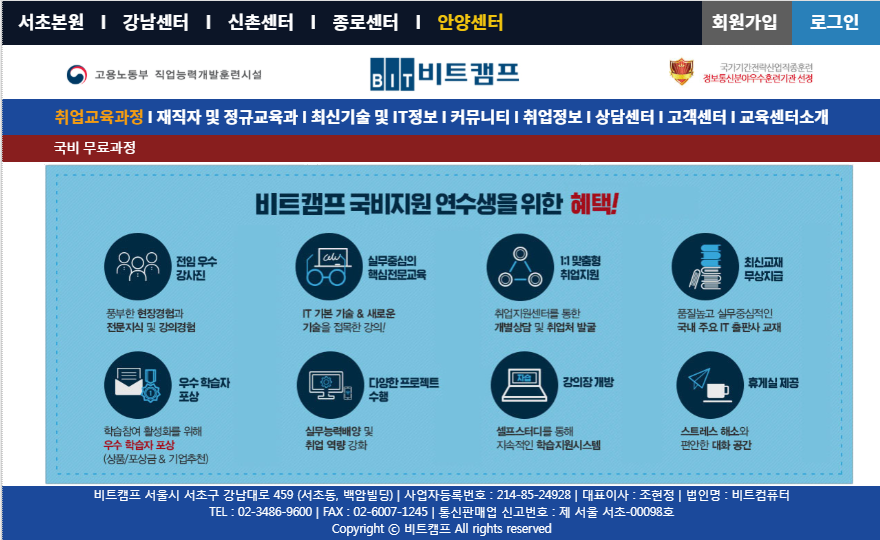 서초본원 I 강남센터 I 신촌센터 I 종로센터 I 안양센터
회원가입 로그인
고용노동부 직업능력개발훈련시설
BIT 비트캠프
국가기간전략산업직종훈련
정보통신분야우수훈련기관 선정
취업교육과정 I 재직자 및 정규교육과 I 최신기술 및 IT정보 I 커뮤니티 I 취업정보 I 상담센터 I 고객센터 I 교육센터소개
국비 무료과정
비트캠프 국비지원 연수생을 위한 혜택!
전임 우수
강사진
풍부한 현장경험과
전문지식 및 강의경험
실무중심의
핵심전문교육
IT 기본 기술 & 새로운
기술을 접목한 강의!
1:1 맞춤형
취업지원
취업지원센터를 통한
개별상담 및 취업처 발굴
최신교재
무상지급
품질높고 실무중심적인
국내 주요 IT 출판사 교재
우수 학습자
포상
학습참여 활성화를 위해
우수 학습자 포상
(상품/포상금 & 기업추천)
다양한 프로젝트
수행
실무능력배양 및
취업 역량 강화
자습
강의장 개방
셀프스터디를 통해
지속적인 학습지원시스템
휴게실 제공
스트레스 해소와
편안한 대화 공간
비트캠프 서울시 서초구 강남대로 459 (서초동, 백암빌딩) | 사업자등록번호 : 214-85-24928 | 대표이사 : 조현정 | 법인명 : 비트컴퓨터
TEL : 02-3486-9600 | FAX : 02-6007-1245 | 통신판매업 신고번호 : 제 서울 서초-00098호
Copyright ⓒ 비트캠프 All rights reserved